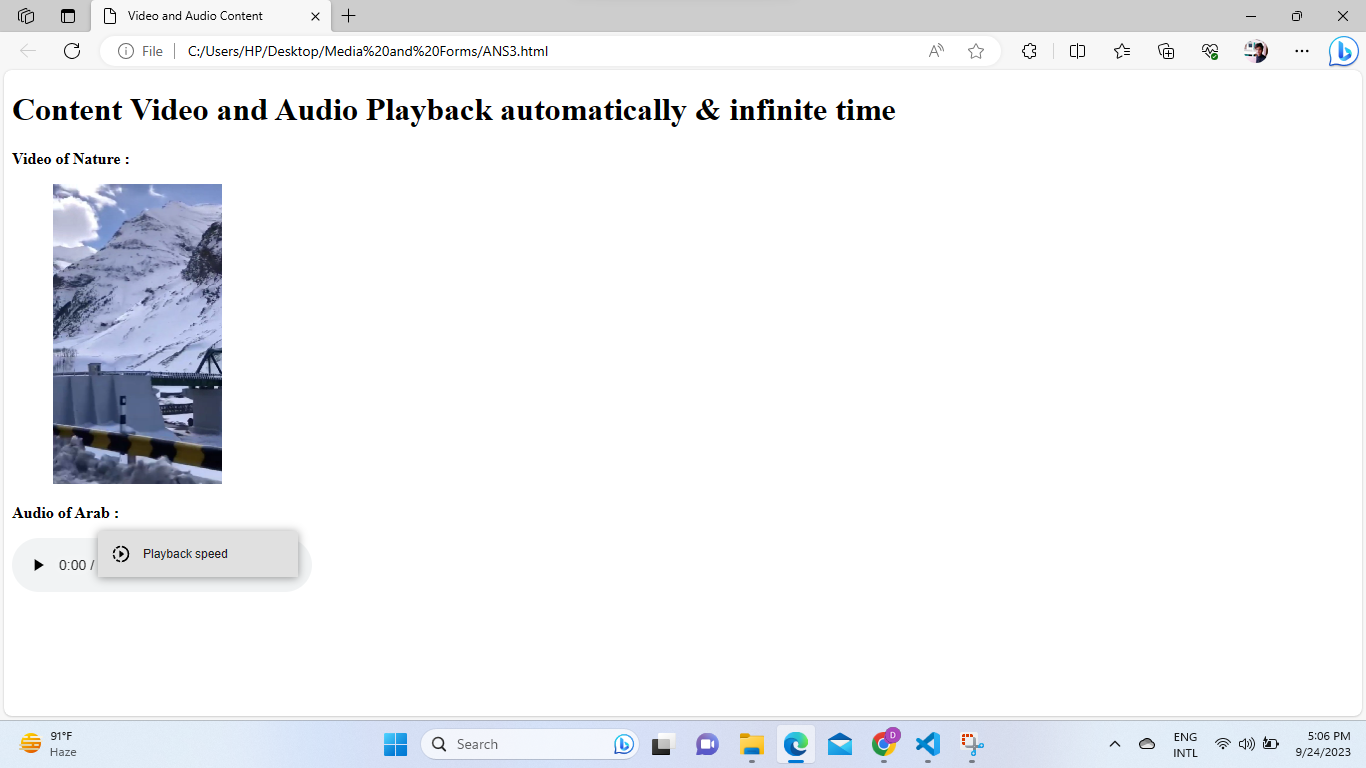 Video and Audio Content
File
C:/Users/HP/Desktop/Media%20and%20Forms/ANS3.html
Content Video and Audio Playback automatically & infinite time
Video of Nature :
Audio of Arab :
0:00 /
Playback speed
91°F
Haze
Search
D
ENG
INTL
5:06 PM
9/24/2023